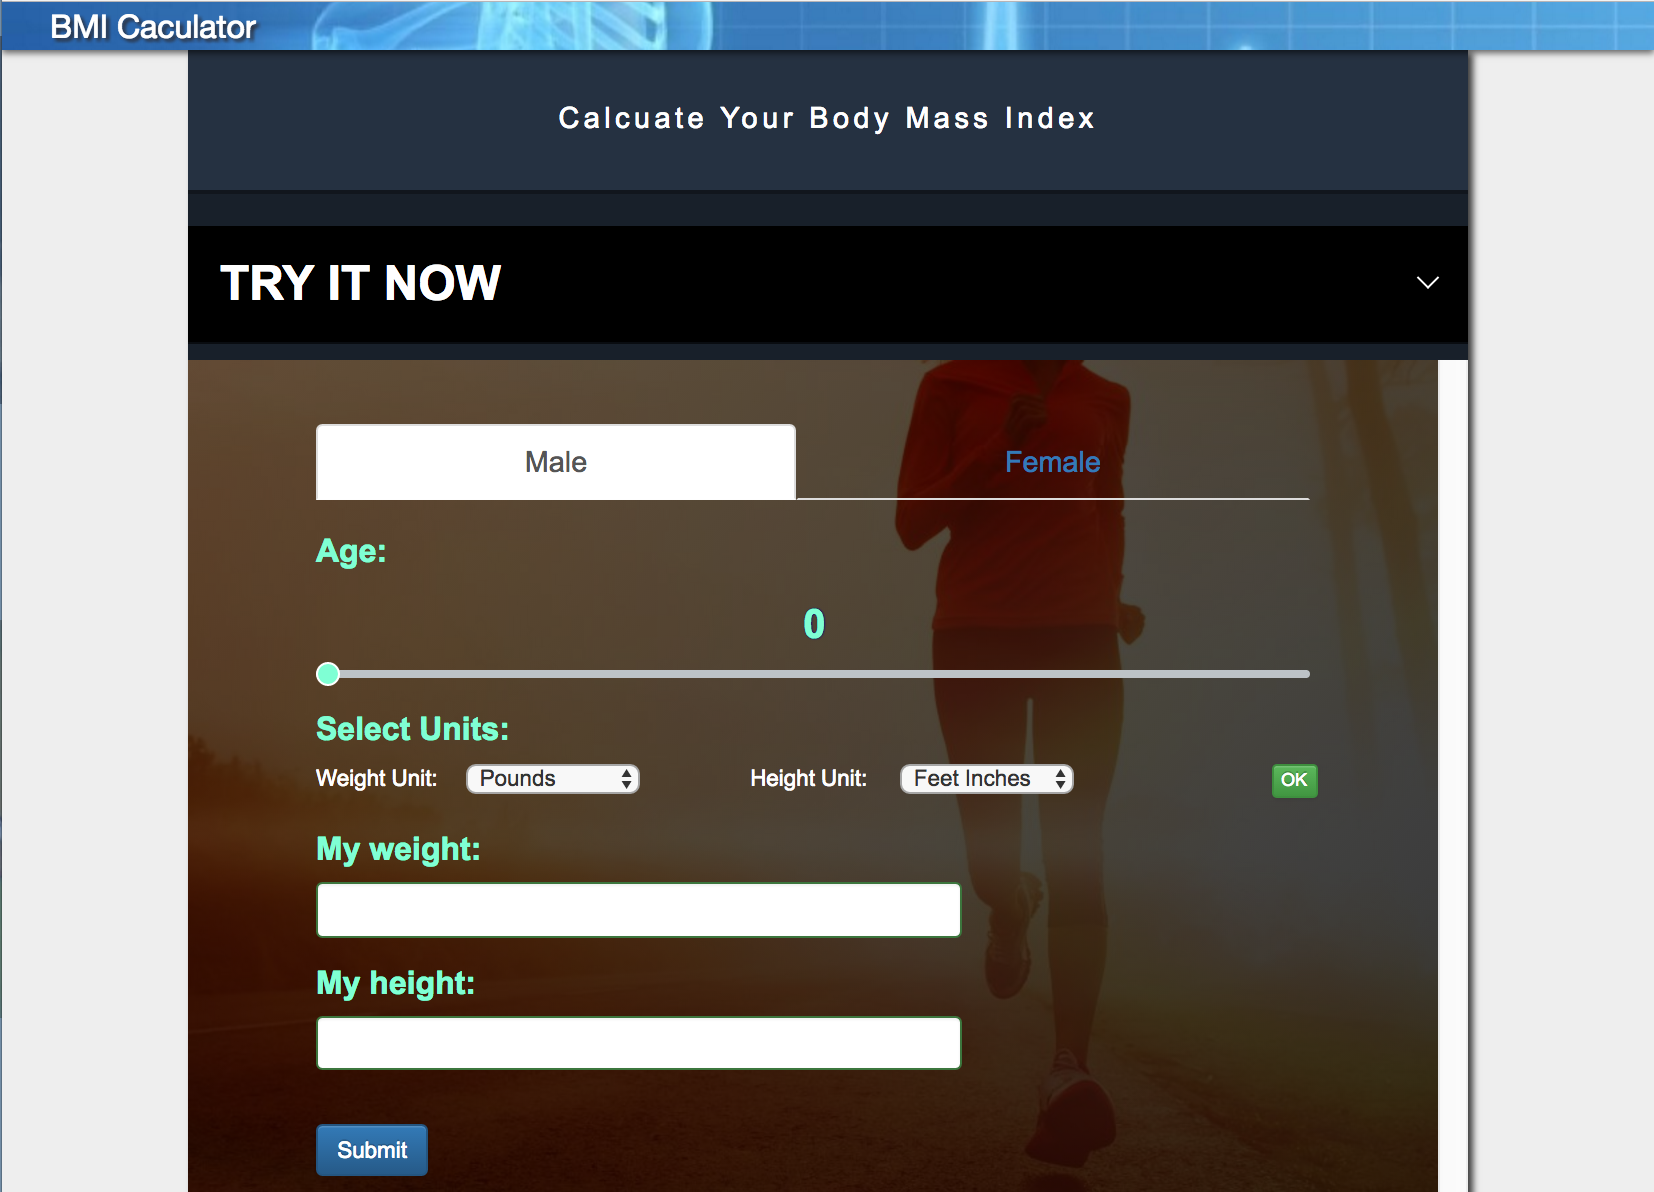 BMI Caculator
Calcuate Your Body Mass Index
TRY IT NOW
Male Female
Age:
0
Select Units:
Weight Unit: Pounds Height Unit: Feet Inches OK
My weight:
My height:
Submit